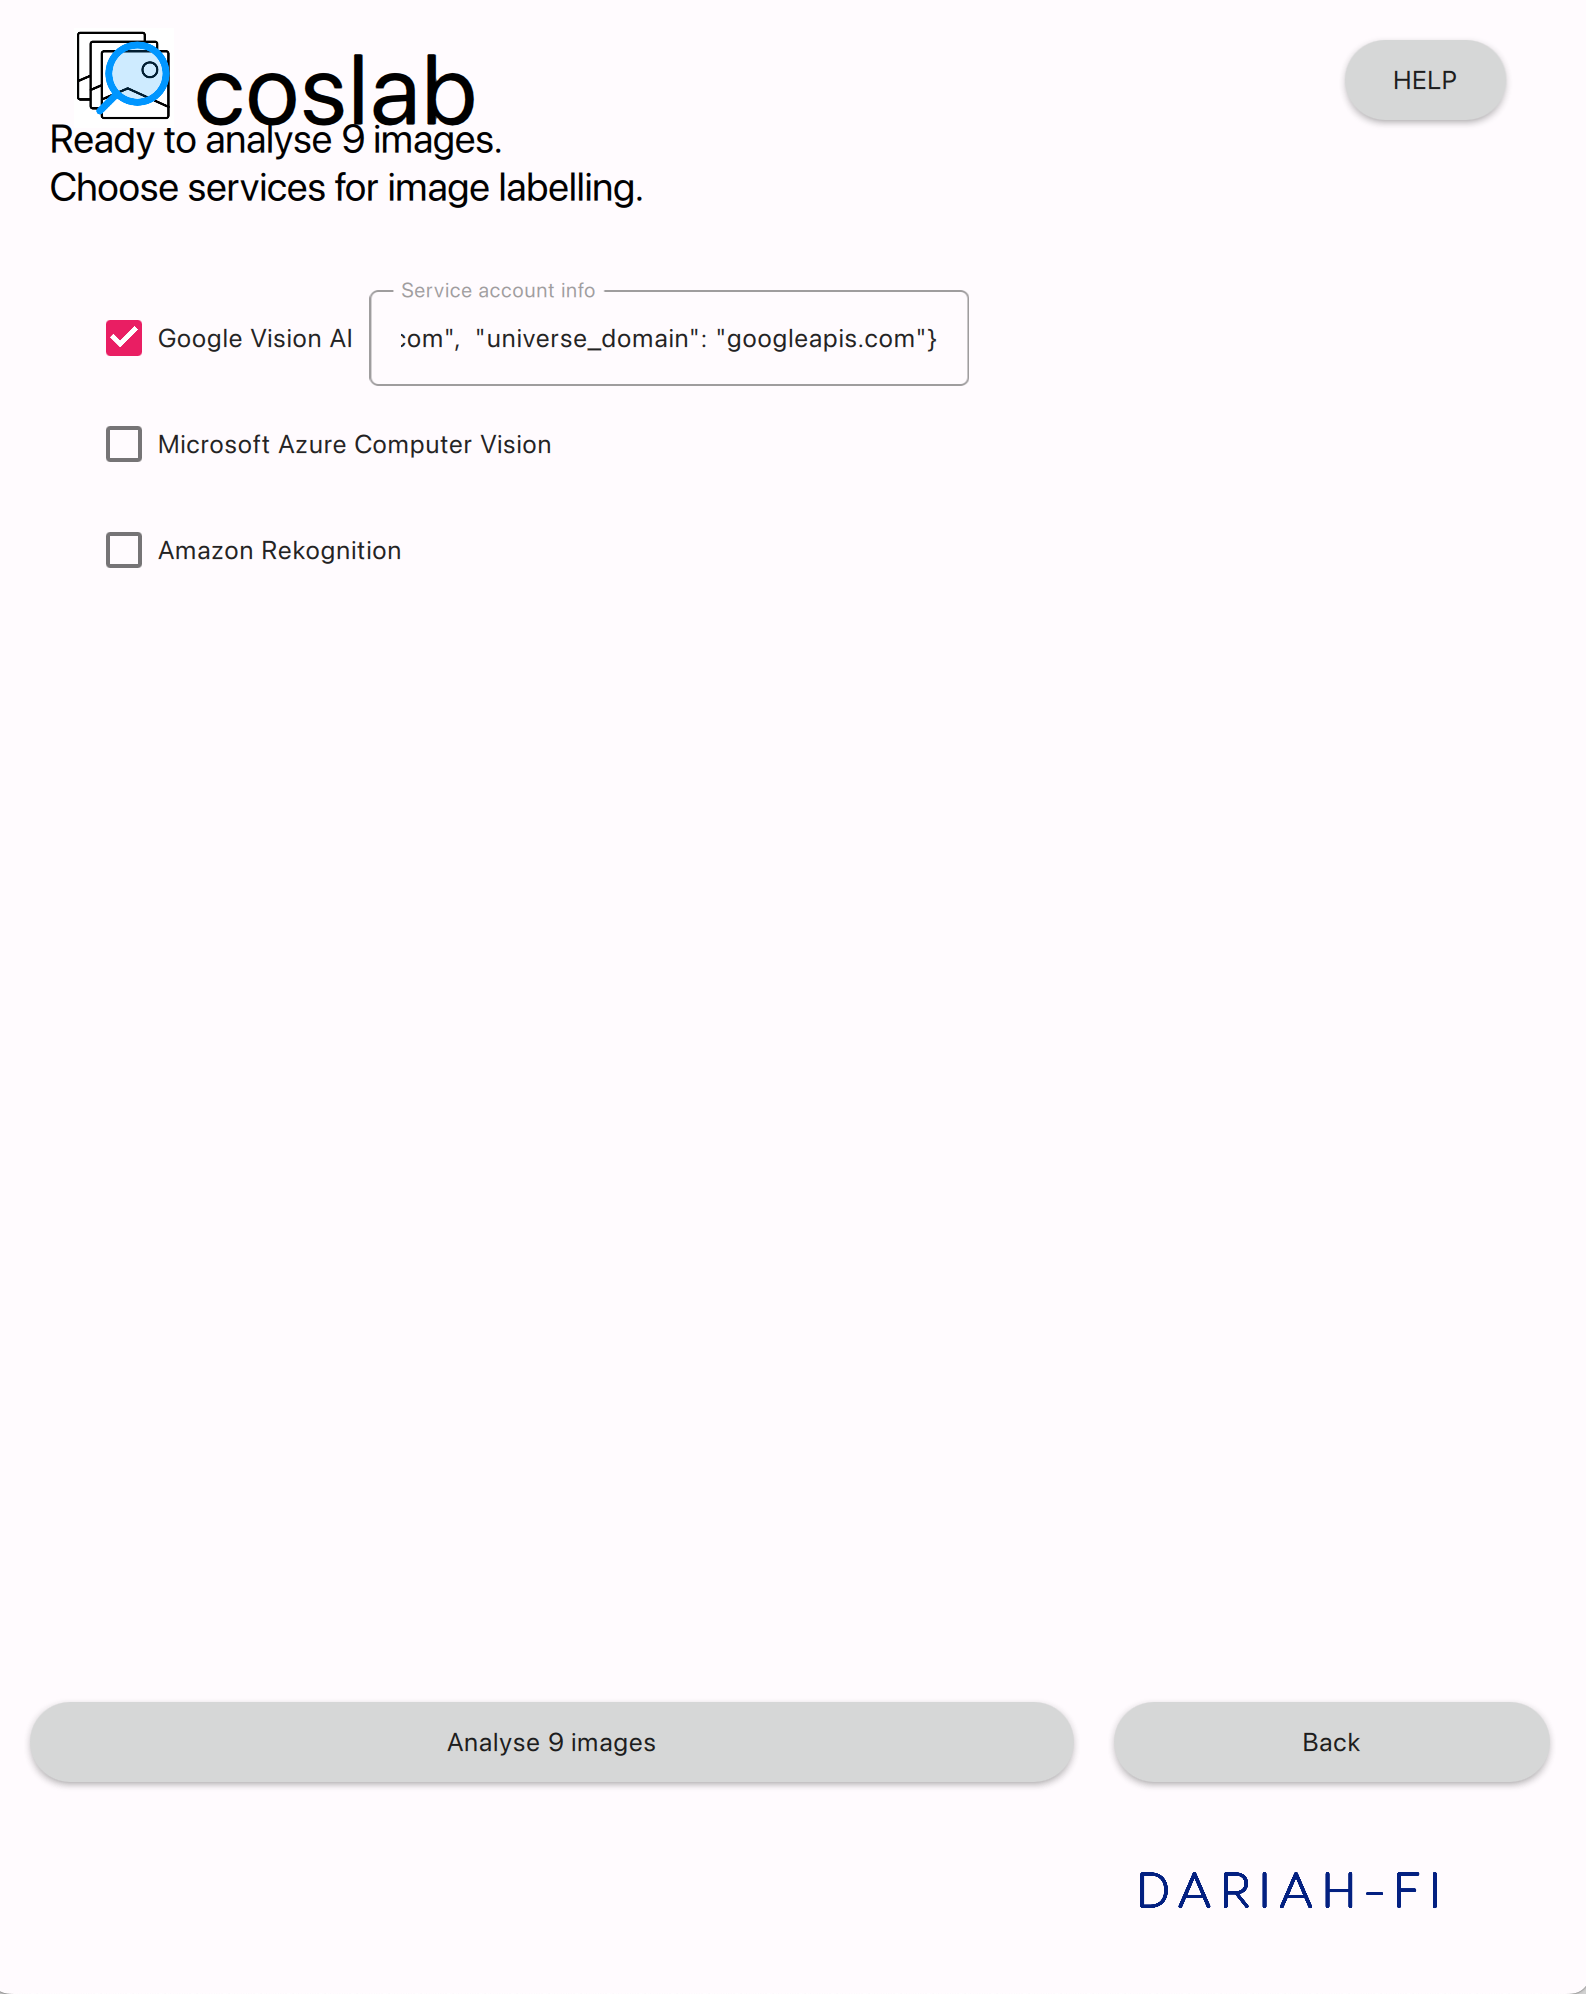 coslab
HELP
Ready to analyse 9 images.
Choose services for image labelling.
Service account info
Google Vision AI
com", "universe_domain": "googleapis.com"}
Microsoft Azure Computer Vision
Amazon Rekognition
Analyse 9 images
Back
DARIAH-FI